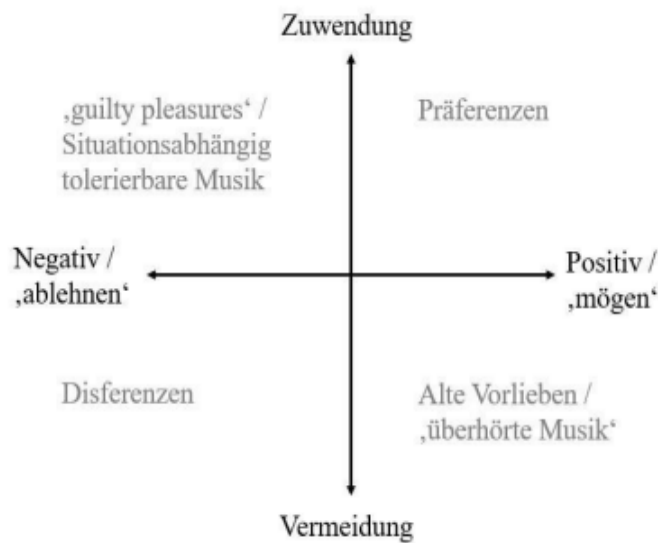 Zuwendung
‚guilty pleasures‘ /
Situationsabhängig
tolerierbare Musik
Präferenzen
Negativ /
‚ablehnen‘
Positiv /
‚mögen‘
Disferenzen
Alte Vorlieben /
‚überhörte Musik‘
Vermeidung